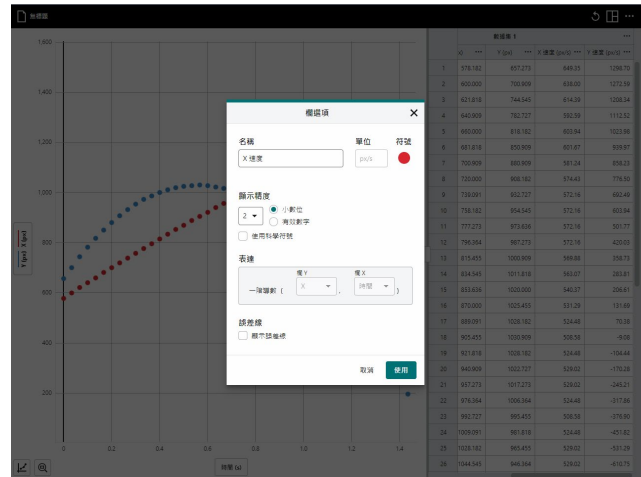 無標題
數據集 1
Y (px) X 速度 (px/s) Y 速度 (px/s)
1 578.182 657.273 649.35 1298.70
2 600.000 700.909 638.00 1272.59
3 621.818 744.545 614.39 1208.34
4 640.909 782.727 592.59 1112.52
5 660.000 818.182 603.94 1023.98
6 681.818 850.909 601.67 939.97
7 700.909 880.909 581.24 858.23
8 720.000 908.182 574.43 776.50
9 738.091 932.727 572.16 692.49
10 758.182 954.545 572.16 603.94
11 777.273 973.636 572.16 501.77
12 796.364 987.273 572.16 420.03
13 815.455 1000.909 569.88 358.73
14 834.545 1011.818 563.07 283.81
15 853.636 1020.000 540.37 206.61
16 870.000 1025.455 531.29 131.69
17 889.091 1028.182 524.48 70.38
18 905.455 1030.909 508.57 -9.08
19 921.818 1028.182 524.48 -104.44
20 940.909 1022.727 529.02 -170.28
21 957.273 1017.273 529.02 -245.21
22 976.364 1006.364 524.48 -317.86
23 992.727 995.455 508.58 -376.90
24 1009.091 981.818 524.48 -451.82
25 1028.182 965.455 529.02 -531.29
26 1044.545 946.364 529.02 -610.75
欄選項
名稱 單位 符號
X 速度 px/s
顯示精度
2 小數位
有效數字
使用科學符號
表達
欄 Y 欄 X
一階導數 ( X , 時間 )
誤差線
顯示誤差線
取消 使用
1,600
1,400
1,200
1,000
800
600
400
200
Y (px) X (px)
0 0.2 0.4 0.6 0.8 1.0 1.2 1.4
時間 (s)